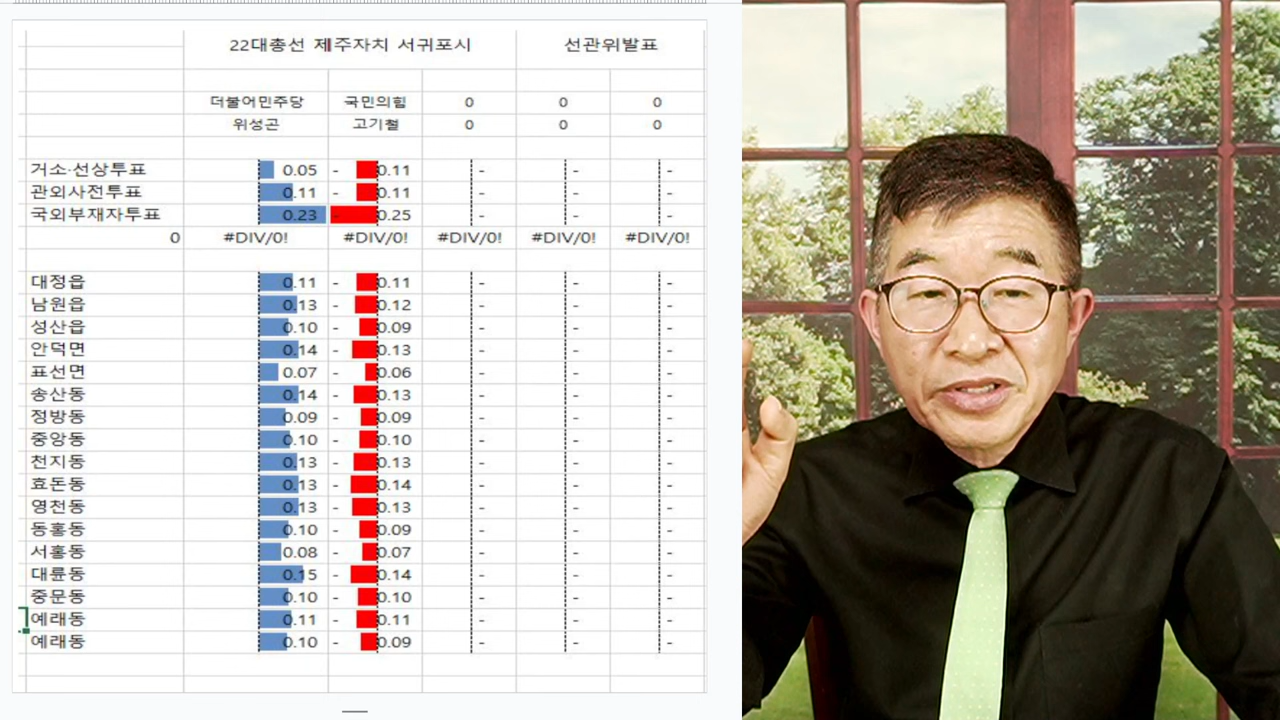 22대총선 제주자치 서귀포시 선관위발표
더불어민주당 국민의힘 0 0 0
위성곤 고기철 0 0 0
거소·선상투표 0.05 - 0.11 - - -
관외사전투표 0.11 - 0.11 - - -
국외부재자투표 0.23 - 0.25 - - -
0 #DIV/0! #DIV/0! #DIV/0! #DIV/0! #DIV/0!
대정읍 0.11 - 0.11 - - -
남원읍 0.13 - 0.12 - - -
성산읍 0.10 - 0.09 - - -
안덕면 0.14 - 0.13 - - -
표선면 0.07 - 0.06 - - -
송산동 0.14 - 0.13 - - -
정방동 0.09 - 0.09 - - -
중앙동 0.10 - 0.10 - - -
천지동 0.13 - 0.13 - - -
효돈동 0.13 - 0.14 - - -
영천동 0.13 - 0.13 - - -
동홍동 0.10 - 0.09 - - -
서홍동 0.08 - 0.07 - - -
대륜동 0.15 - 0.14 - - -
중문동 0.10 - 0.10 - - -
예래동 0.11 - 0.11 - - -
예래동 0.10 - 0.09 - - -